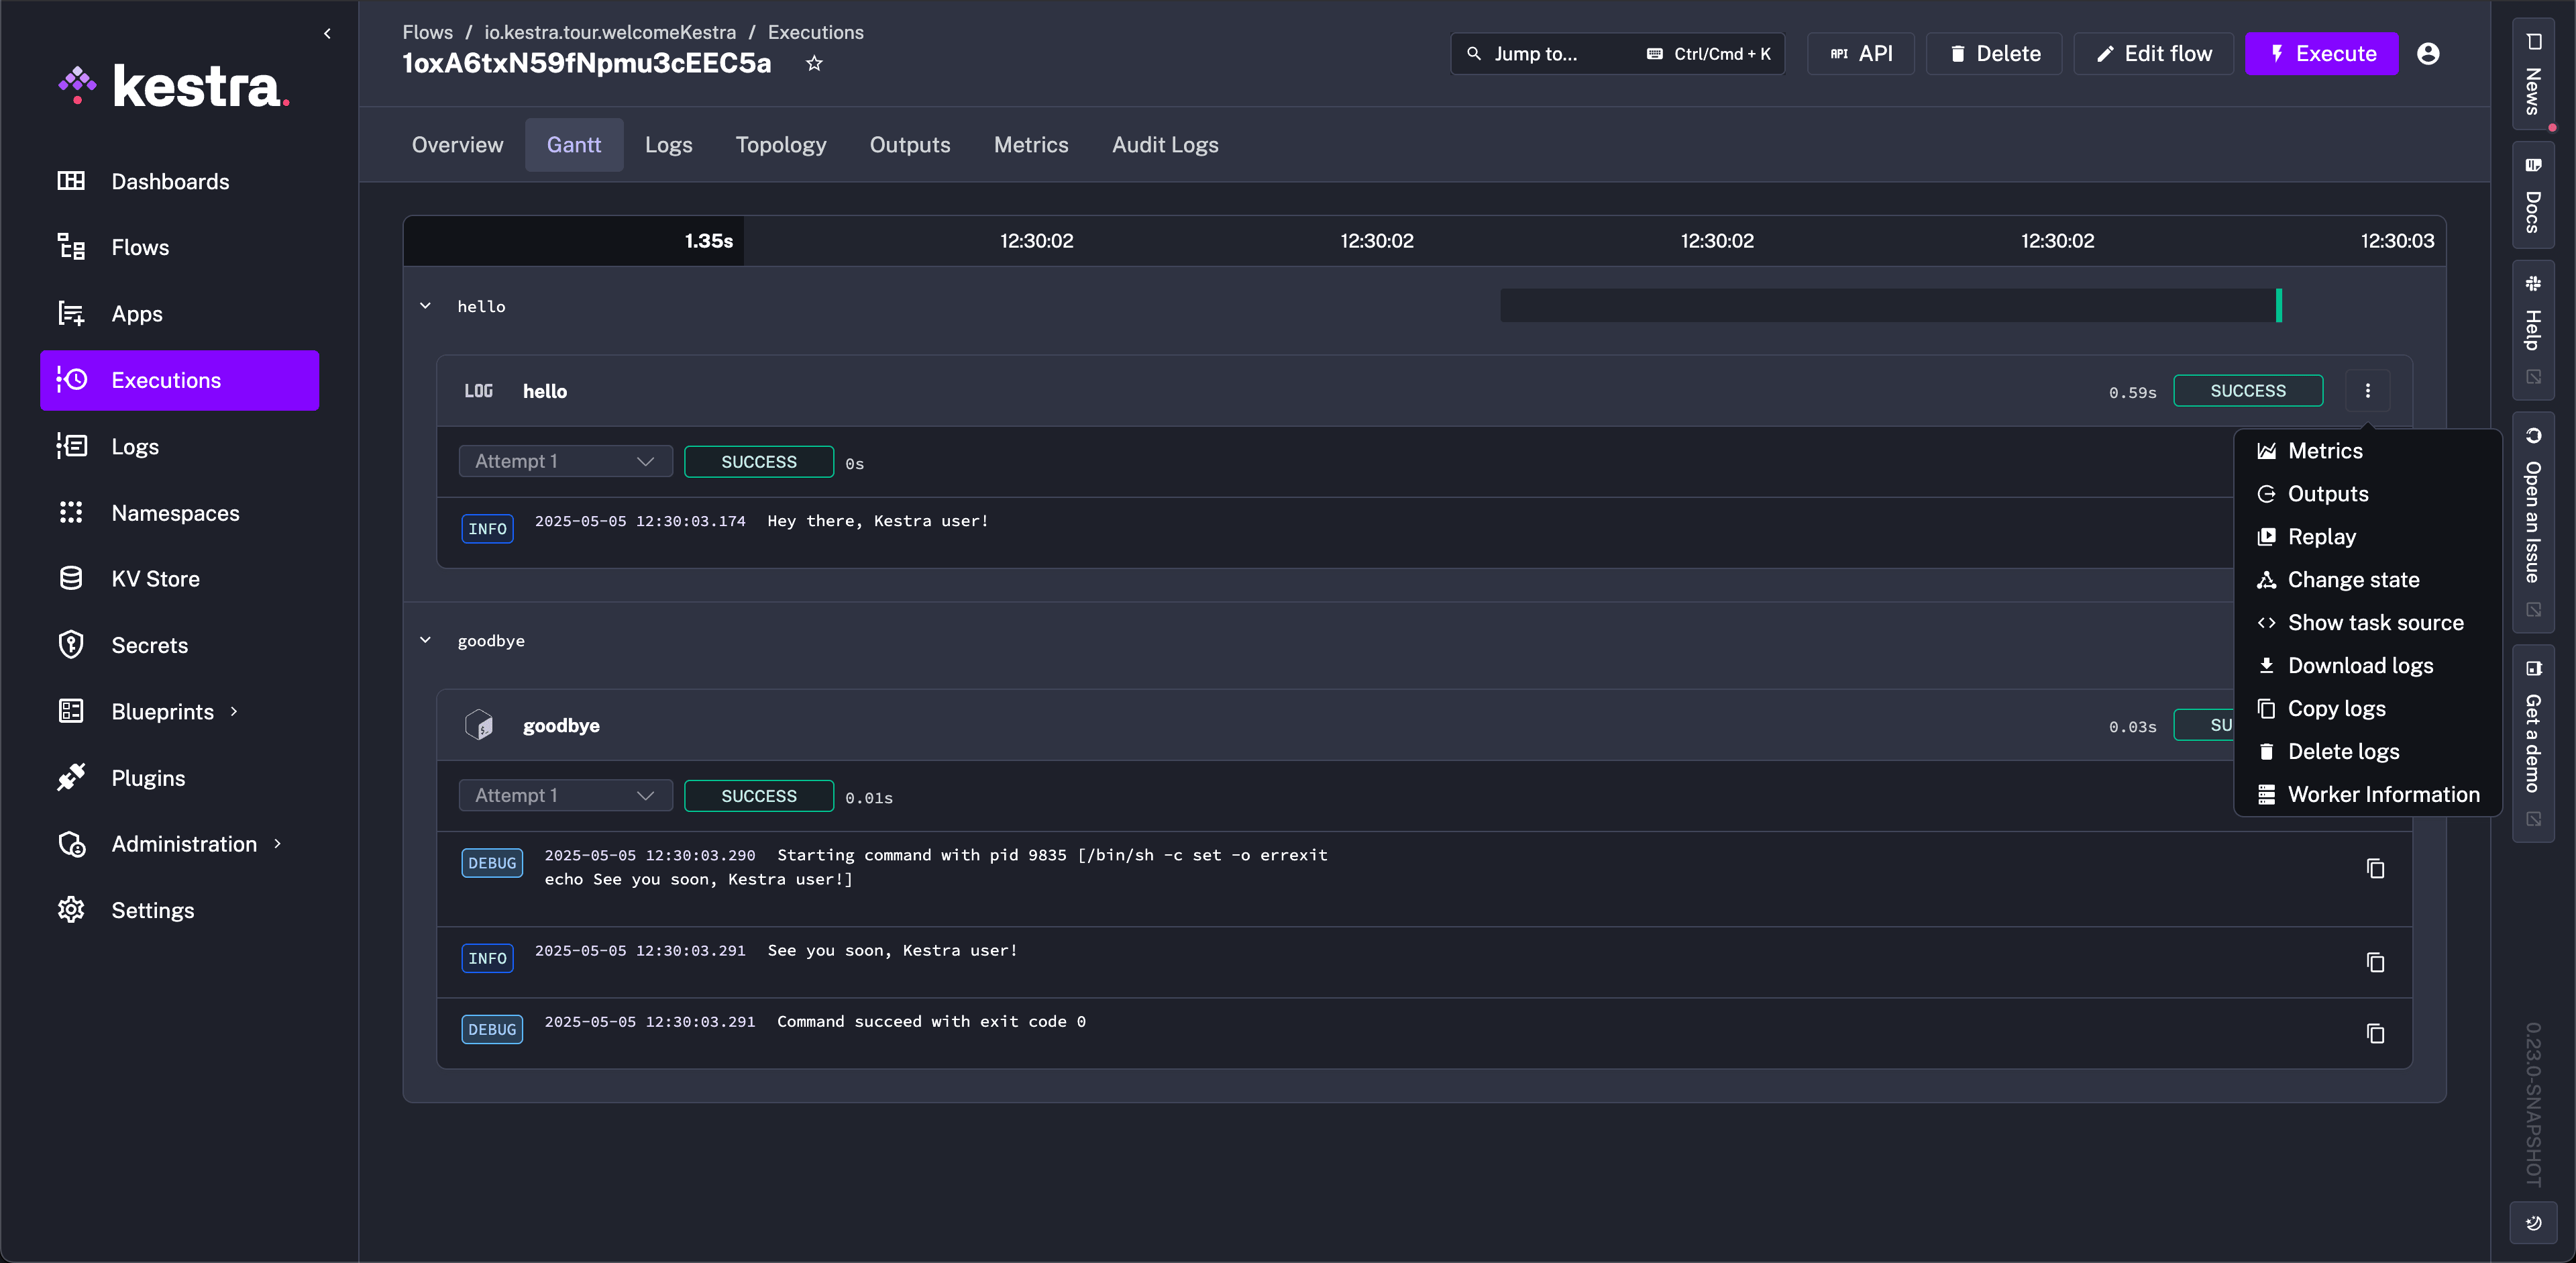 kestra.
Dashboards
Flows
Apps
Executions
Logs
Namespaces
KV Store
Secrets
Blueprints
Plugins
Administration
Settings
Flows / io.kestra.tour.welcomeKestra / Executions
1oxA6txN59fNpmu3cEEC5a
Jump to... Ctrl/Cmd + K
API API
Delete
Edit flow
Execute
Overview Gantt Logs Topology Outputs Metrics Audit Logs
1.35s 12:30:02 12:30:02 12:30:02 12:30:02 12:30:03
hello
LOG hello 0.59s SUCCESS
Attempt 1 SUCCESS 0s
INFO 2025-05-05 12:30:03.174 Hey there, Kestra user!
goodbye
goodbye 0.03s SU
Attempt 1 SUCCESS 0.01s
DEBUG 2025-05-05 12:30:03.290 Starting command with pid 9835 [/bin/sh -c set -o errexit
echo See you soon, Kestra user!]
INFO 2025-05-05 12:30:03.291 See you soon, Kestra user!
DEBUG 2025-05-05 12:30:03.291 Command succeed with exit code 0
Metrics
Outputs
Replay
Change state
Show task source
Download logs
Copy logs
Delete logs
Worker Information
News
Docs
Help
Open an Issue
Get a demo
0.23.0-SNAPSHOT